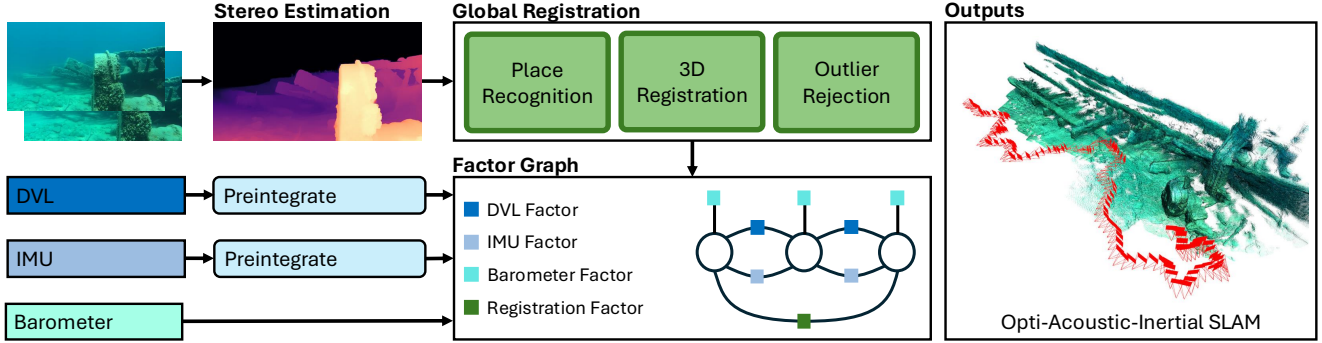 Stereo Estimation
Global Registration
Outputs
Place
Recognition
3D
Registration
Outlier
Rejection
Factor Graph
DVL
Preintegrate
IMU
Preintegrate
Barometer
DVL Factor
IMU Factor
Barometer Factor
Registration Factor
Opti-Acoustic-Inertial SLAM